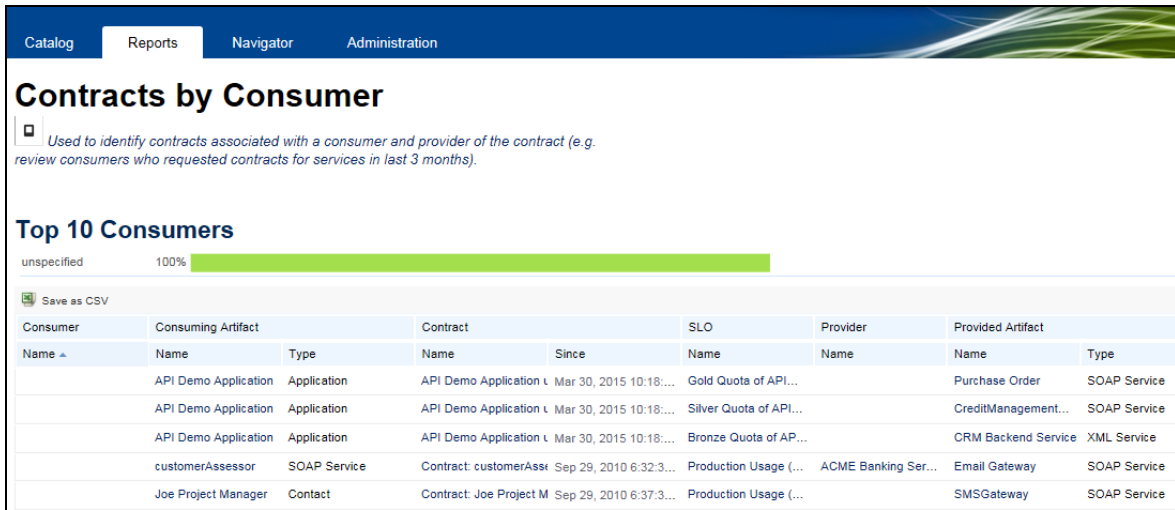 Catalog Reports Navigator Administration
Contracts by Consumer
Used to identify contracts associated with a consumer and provider of the contract (e.g.
review consumers who requested contracts for services in last 3 months).
Top 10 Consumers
unspecified 100%
Save as CSV
Consumer Consuming Artifact Contract SLO Provider Provided Artifact
Name Name Type Name Since Name Name Name Type
API Demo Application Application API Demo Application u Mar 30, 2015 10:18:... Gold Quota of API... Purchase Order SOAP Service
API Demo Application Application API Demo Application u Mar 30, 2015 10:18:... Silver Quota of API... CreditManagement... SOAP Service
API Demo Application Application API Demo Application u Mar 30, 2015 10:18:... Bronze Quota of AP... CRM Backend Service XML Service
customerAssessor SOAP Service Contract: customerAsse Sep 29, 2010 6:32:3... Production Usage (... ACME Banking Ser... Email Gateway SOAP Service
Joe Project Manager Contact Contract: Joe Project M Sep 29, 2010 6:37:3... Production Usage (... SMSGateway SOAP Service